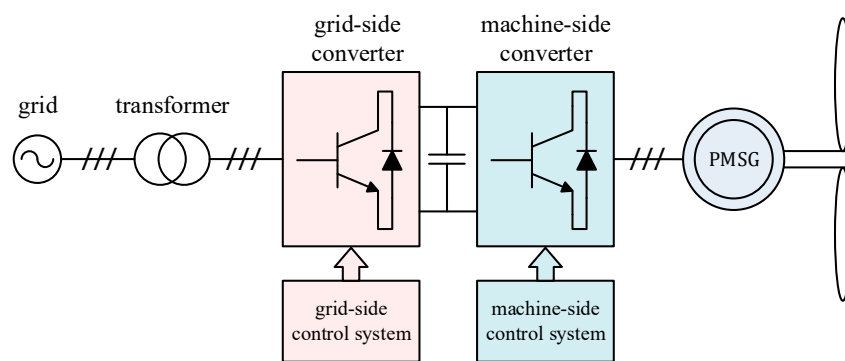 grid-side
converter
machine-side
converter
grid
transformer
PMSG
grid-side
control system
machine-side
control system